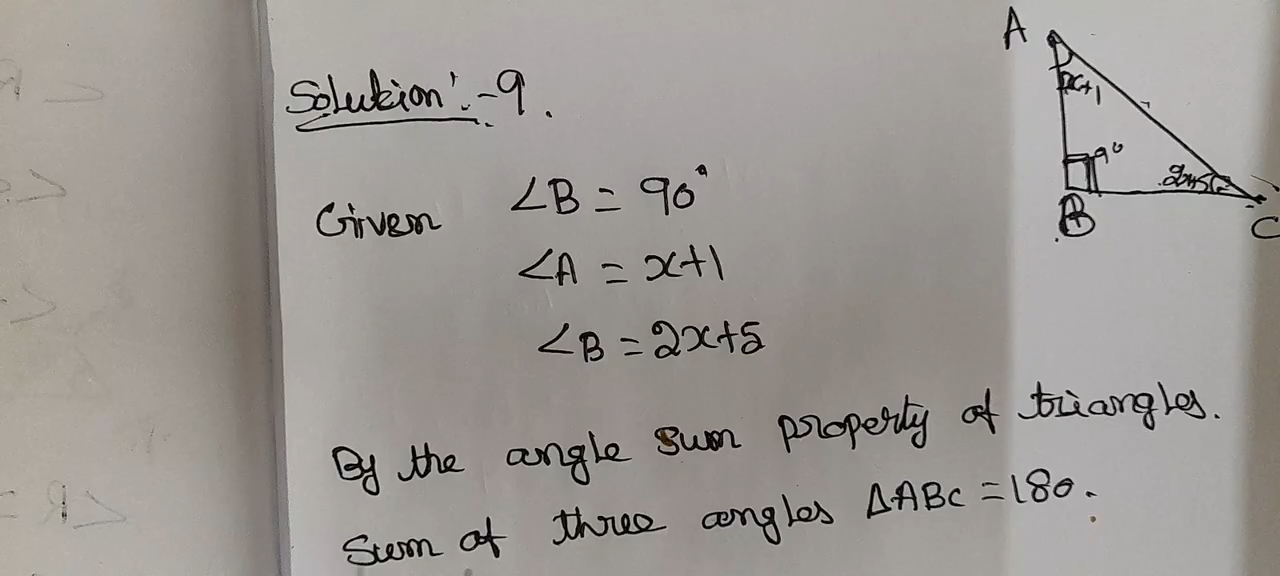 A
x+1
Solution:-9.
Given ∠B = 90°
∠A = x+1
∠B = 2x+5
B
C
By the angle sum property of triangles.
Sum of three angles ΔABC = 180.